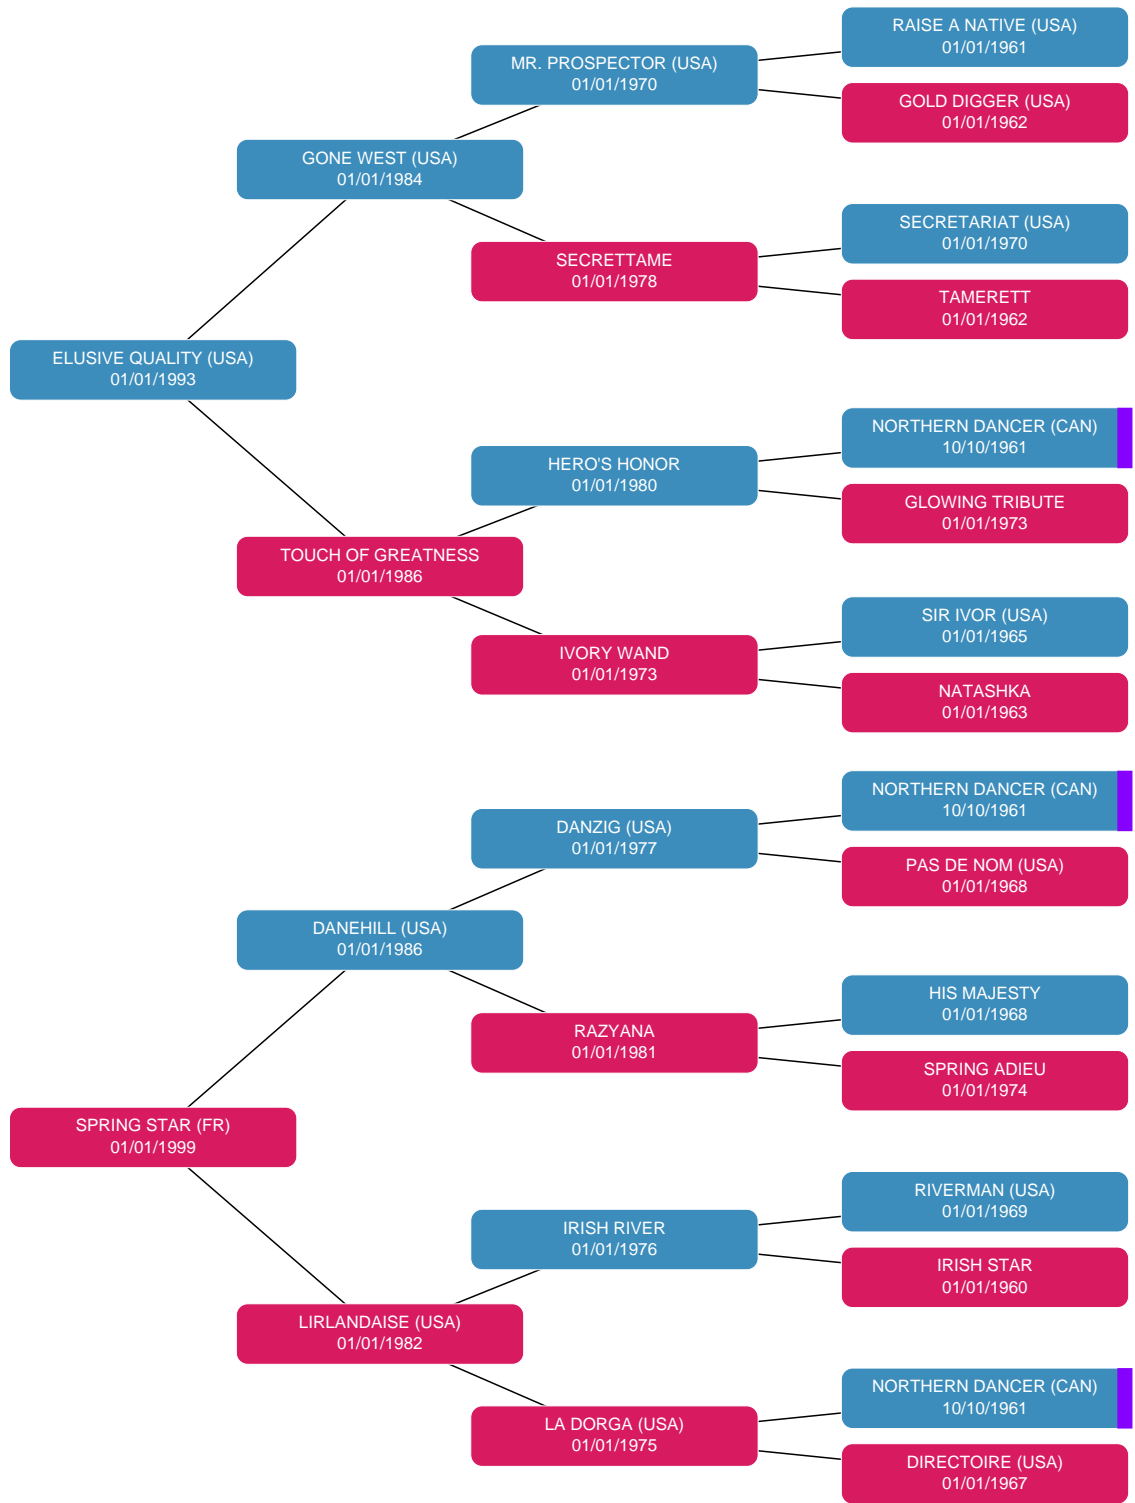 RAISE A NATIVE (USA)
01/01/1961
MR. PROSPECTOR (USA)
01/01/1970
GOLD DIGGER (USA)
01/01/1962
GONE WEST (USA)
01/01/1984
SECRETARIAT (USA)
01/01/1970
SECRETTAME
01/01/1978
TAMERETT
01/01/1962
ELUSIVE QUALITY (USA)
01/01/1993
NORTHERN DANCER (CAN)
10/10/1961
HERO'S HONOR
01/01/1980
GLOWING TRIBUTE
01/01/1973
TOUCH OF GREATNESS
01/01/1986
SIR IVOR (USA)
01/01/1965
IVORY WAND
01/01/1973
NATASHKA
01/01/1963
NORTHERN DANCER (CAN)
10/10/1961
DANZIG (USA)
01/01/1977
PAS DE NOM (USA)
01/01/1968
DANEHILL (USA)
01/01/1986
HIS MAJESTY
01/01/1968
RAZYANA
01/01/1981
SPRING ADIEU
01/01/1974
SPRING STAR (FR)
01/01/1999
RIVERMAN (USA)
01/01/1969
IRISH RIVER
01/01/1976
IRISH STAR
01/01/1960
LIRLANDAISE (USA)
01/01/1982
NORTHERN DANCER (CAN)
10/10/1961
LA DORGA (USA)
01/01/1975
DIRECTOIRE (USA)
01/01/1967